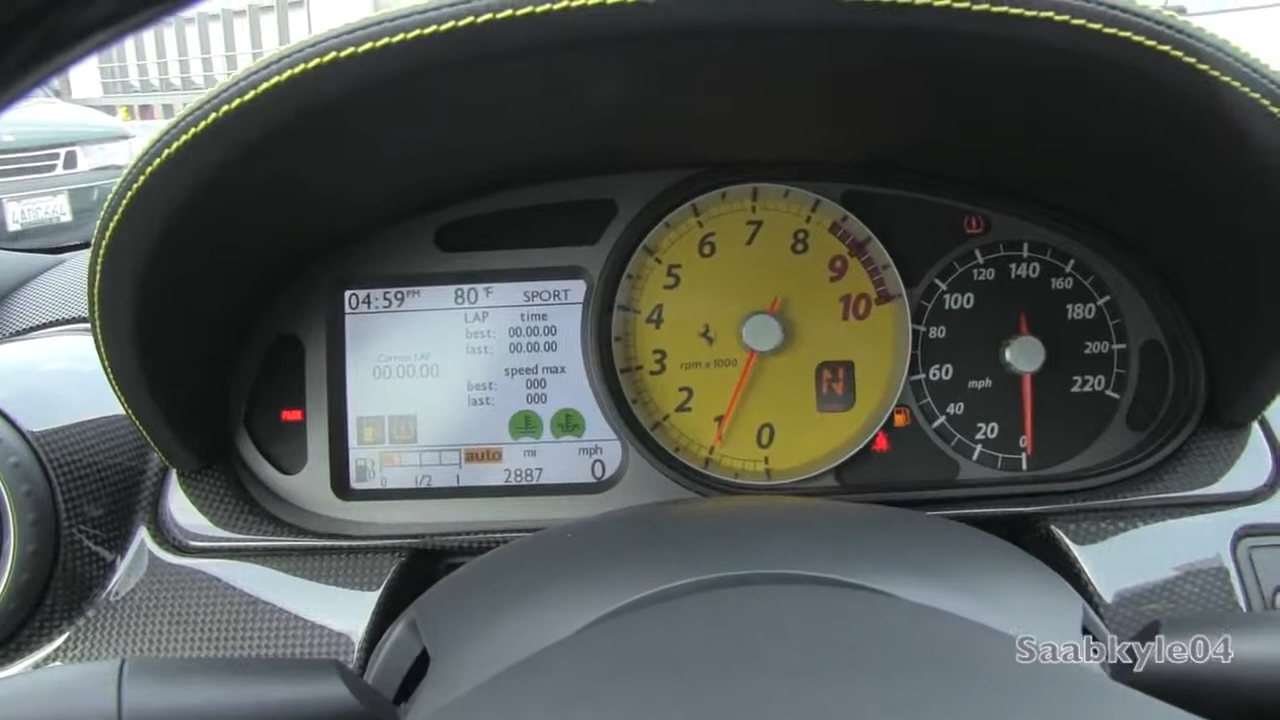 04:59 PM 80 °F SPORT
LAP time
best: 00.00.00
last: 00.00.00
Current LAP
00.00.00
speed max
best: 000
last: 000
auto mi mph
0 1/2 1 2887 0
PARK
0 1 2 3 4 5 6 7 8 9 10
rpm x 1000
N
0 20 40 60 80 100 120 140 160 180 200 220
mph
Saabkyle04